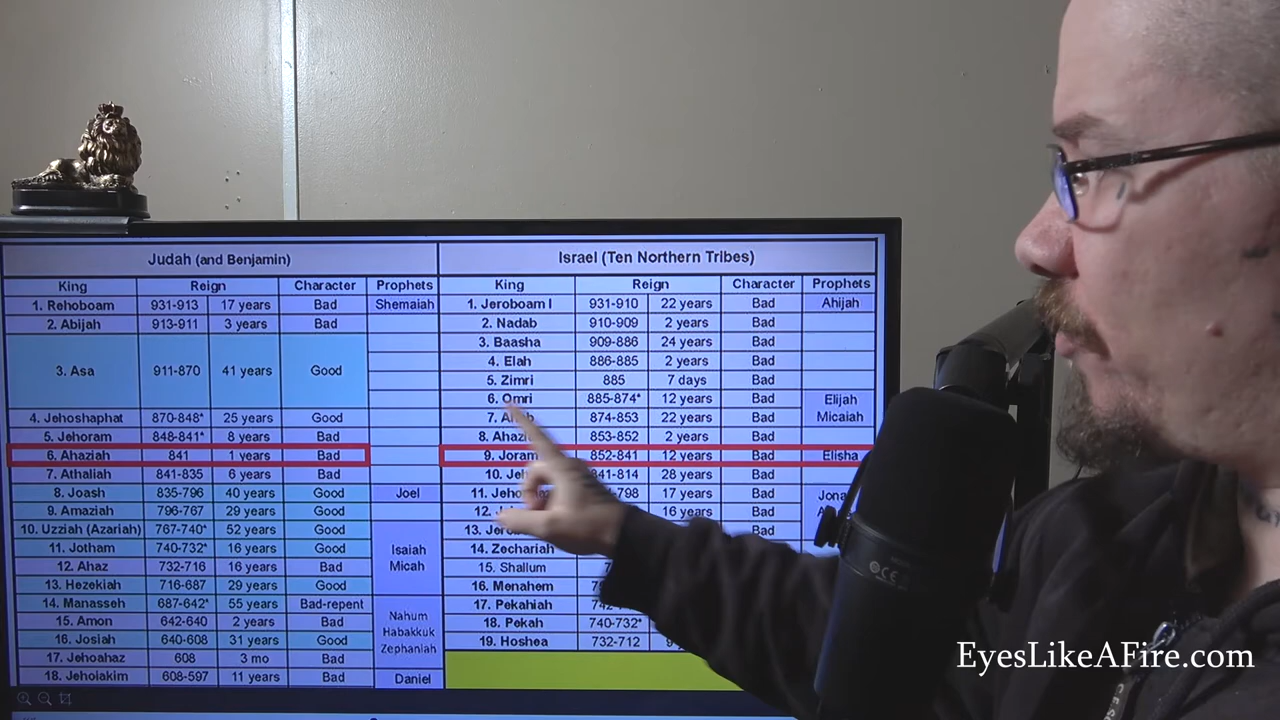 Judah (and Benjamin)
King Reign Character Prophets
1. Rehoboam 931-913 17 years Bad Shemaiah
2. Abijah 913-911 3 years Bad
3. Asa 911-870 41 years Good
4. Jehoshaphat 870-848* 25 years Good
5. Jehoram 848-841* 8 years Bad
6. Ahaziah 841 1 years Bad
7. Athaliah 841-835 6 years Bad
8. Joash 835-796 40 years Good Joel
9. Amaziah 796-767 29 years Good
10. Uzziah (Azariah) 767-740* 52 years Good
11. Jotham 740-732* 16 years Good Isaiah
12. Ahaz 732-716 16 years Bad Micah
13. Hezekiah 716-687 29 years Good
14. Manasseh 687-642* 55 years Bad-repent Nahum
15. Amon 642-640 2 years Bad Habakkuk
16. Josiah 640-608 31 years Good Zephaniah
17. Jehoahaz 608 3 mo Bad
18. Jehoiakim 608-597 11 years Bad Daniel
Israel (Ten Northern Tribes)
King Reign Character Prophets
1. Jeroboam I 931-910 22 years Bad Ahijah
2. Nadab 910-909 2 years Bad
3. Baasha 909-886 24 years Bad
4. Elah 886-885 2 years Bad
5. Zimri 885 7 days Bad
6. Omri 885-874* 12 years Bad Elijah
7. 874-853 22 years Bad Micaiah
8. 853-852 2 years Bad
9. Joram 852-841 12 years Bad Elisha
10. 841-814 28 years Bad
11. 17 years Bad
12. 16 years Bad
13. Bad
14. Zechariah
15. Shallum
16. Menahem
17. Pekahiah
18. Pekah 740-732*
19. Hoshea 732-712
EyesLikeAFire.com